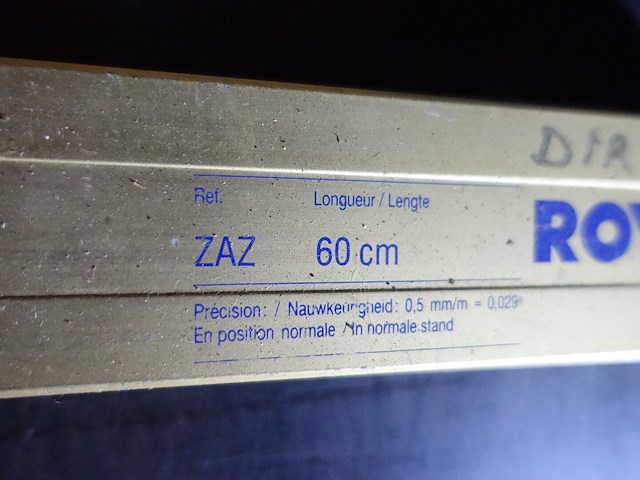 DIR
Ref. Longueur / Lengte
ROY
ZAZ 60 cm
Précision: / Nauwkeurigheid: 0,5 mm/m = 0,029°
En position normale / In normale stand